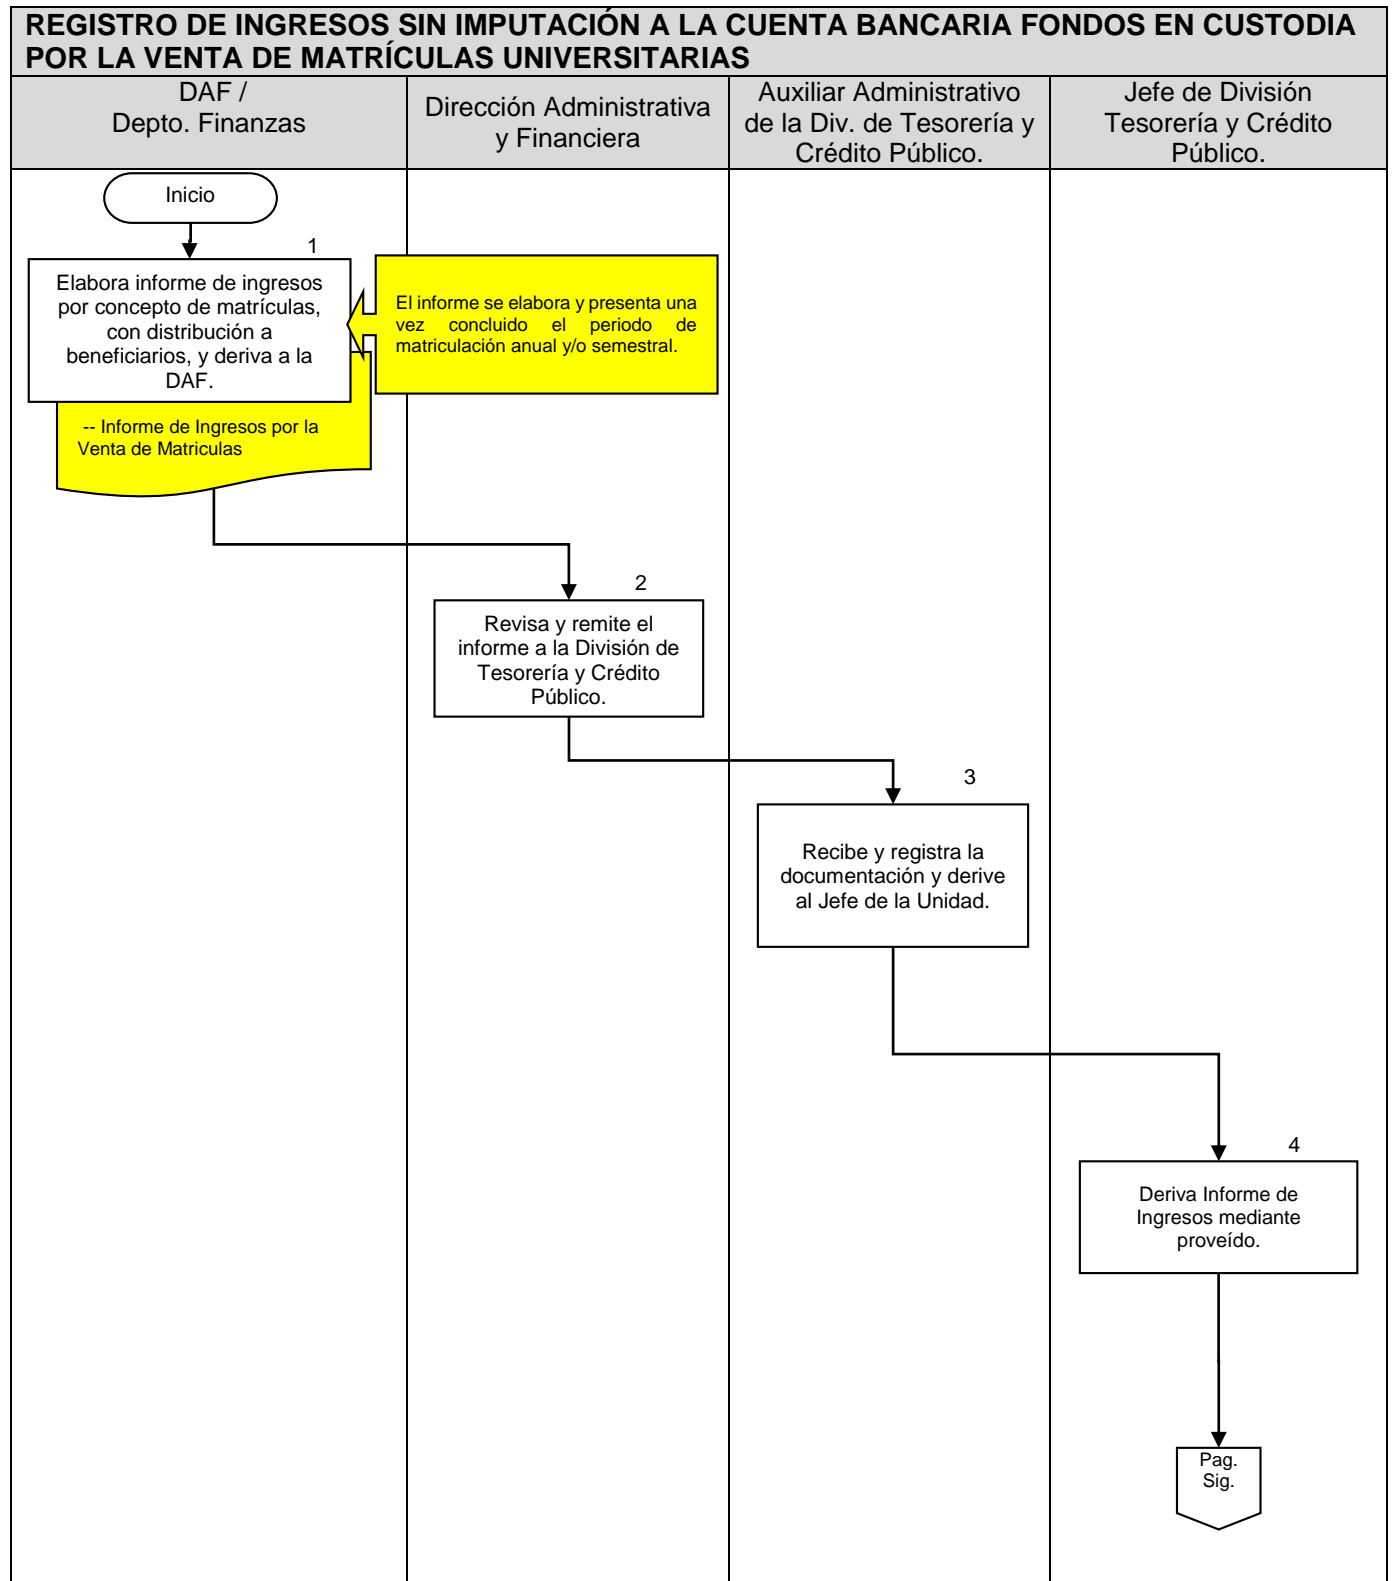 REGISTRO DE INGRESOS SIN IMPUTACIÓN A LA CUENTA BANCARIA FONDOS EN CUSTODIA
POR LA VENTA DE MATRÍCULAS UNIVERSITARIAS
DAF /
Depto. Finanzas
Dirección Administrativa
y Financiera
Auxiliar Administrativo
de la Div. de Tesorería y
Crédito Público.
Jefe de División
Tesorería y Crédito
Público.
Inicio
1
Elabora informe de ingresos
por concepto de matrículas,
con distribución a
beneficiarios, y deriva a la
DAF.
El informe se elabora y presenta una
vez concluido el periodo de
matriculación anual y/o semestral.
-- Informe de Ingresos por la
Venta de Matriculas
2
Revisa y remite el
informe a la División de
Tesorería y Crédito
Público.
3
Recibe y registra la
documentación y derive
al Jefe de la Unidad.
4
Deriva Informe de
Ingresos mediante
proveído.
Pag.
Sig.